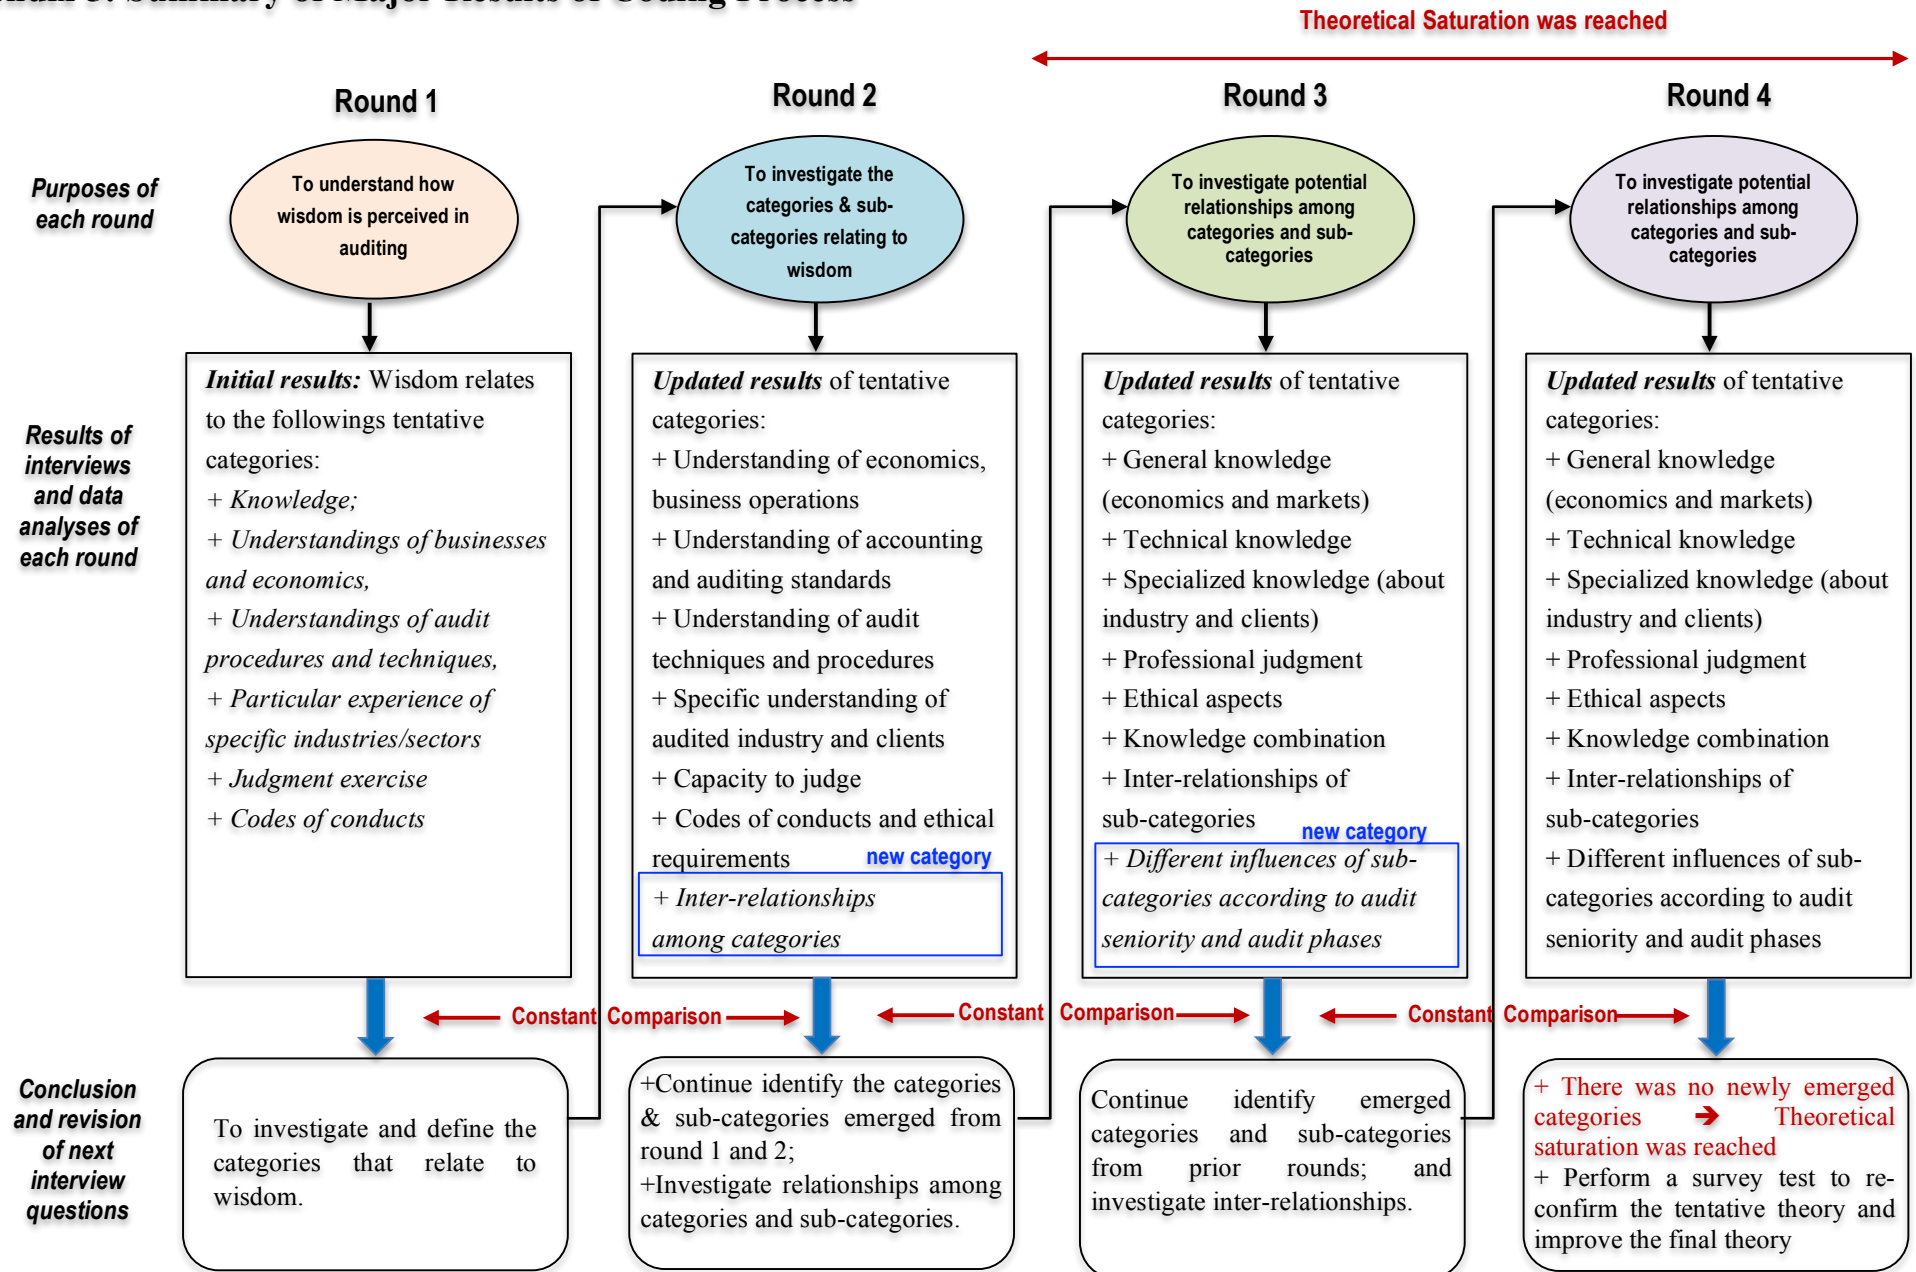 Summary of Major Results of Coding Process
Theoretical Saturation was reached
Round 1
Round 2
Round 3
Round 4
Purposes of
each round
To understand how
wisdom is perceived in
auditing
To investigate the
categories & sub-
categories relating to
wisdom
To investigate potential
relationships among
categories and sub-
categories
To investigate potential
relationships among
categories and sub-
categories
Results of
interviews
and data
analyses of
each round
Initial results: Wisdom relates
to the followings tentative
categories:
+ Knowledge;
+ Understandings of businesses
and economics,
+ Understandings of audit
procedures and techniques,
+ Particular experience of
specific industries/sectors
+ Judgment exercise
+ Codes of conducts
Updated results of tentative
categories:
+ Understanding of economics,
business operations
+ Understanding of accounting
and auditing standards
+ Understanding of audit
techniques and procedures
+ Specific understanding of
audited industry and clients
+ Capacity to judge
+ Codes of conducts and ethical
requirements
new category
+ Inter-relationships
among categories
Updated results of tentative
categories:
+ General knowledge
(economics and markets)
+ Technical knowledge
+ Specialized knowledge (about
industry and clients)
+ Professional judgment
+ Ethical aspects
+ Knowledge combination
+ Inter-relationships of
sub-categories
new category
+ Different influences of sub-
categories according to audit
seniority and audit phases
Updated results of tentative
categories:
+ General knowledge
(economics and markets)
+ Technical knowledge
+ Specialized knowledge (about
industry and clients)
+ Professional judgment
+ Ethical aspects
+ Knowledge combination
+ Inter-relationships of
sub-categories
+ Different influences of sub-
categories according to audit
seniority and audit phases
Constant Comparison
Constant Comparison
Constant Comparison
Conclusion
and revision
of next
interview
questions
To investigate and define the
categories that relate to
wisdom.
+Continue identify the categories
& sub-categories emerged from
round 1 and 2;
+Investigate relationships among
categories and sub-categories.
Continue identify emerged
categories and sub-categories
from prior rounds; and
investigate inter-relationships.
+ There was no newly emerged
categories ➔ Theoretical
saturation was reached
+ Perform a survey test to re-
confirm the tentative theory and
improve the final theory